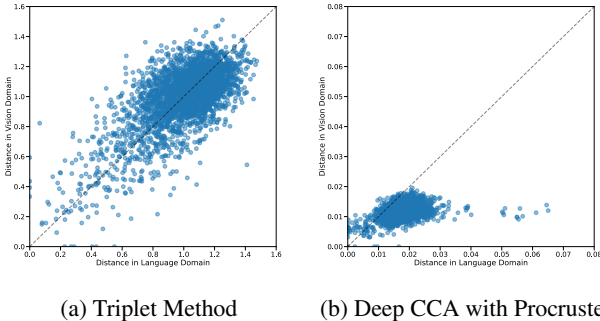 1.6
1.4
1.2
1.0
0.8
0.6
0.4
0.2
0.0
Distance in Vision Domain
0.0 0.2 0.4 0.6 0.8 1.0 1.2 1.4 1.6
Distance in Language Domain
0.08
0.07
0.06
0.05
0.04
0.03
0.02
0.01
0.00
Distance in Vision Domain
0.00 0.01 0.02 0.03 0.04 0.05 0.06 0.07 0.08
Distance in Language Domain
(a) Triplet Method
(b) Deep CCA with Procruste